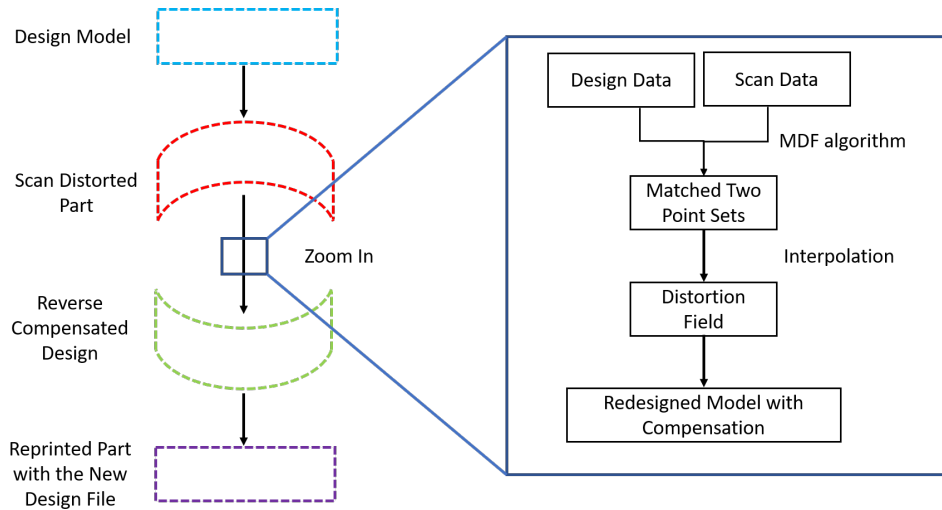 Design Model
Scan Distorted
Part
Zoom In
Reverse
Compensated
Design
Reprinted Part
with the New
Design File
Design Data
Scan Data
MDF algorithm
Matched Two
Point Sets
Interpolation
Distortion
Field
Redesigned Model with
Compensation